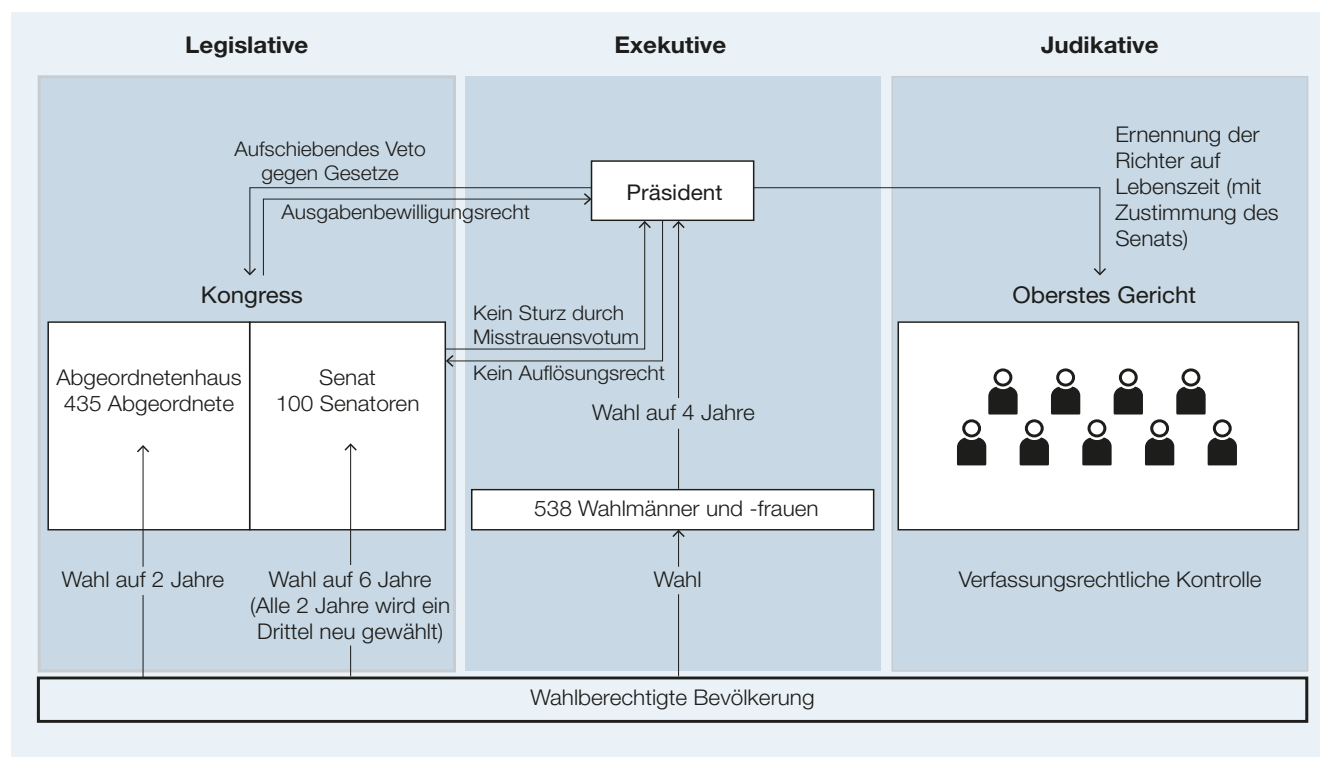 Legislative
Exekutive
Judikative
Aufschiebendes Veto
gegen Gesetze
Ausgabenbewilligungsrecht
Präsident
Ernennung der
Richter auf
Lebenszeit (mit
Zustimmung des
Senats)
Kongress
Abgeordnetenhaus
435 Abgeordnete
Senat
100 Senatoren
Kein Sturz durch
Misstrauensvotum
Kein Auflösungsrecht
Wahl auf 4 Jahre
538 Wahlmänner und -frauen
Oberstes Gericht
Wahl auf 2 Jahre
Wahl auf 6 Jahre
(Alle 2 Jahre wird ein
Drittel neu gewählt)
Wahl
Verfassungsrechtliche Kontrolle
Wahlberechtigte Bevölkerung